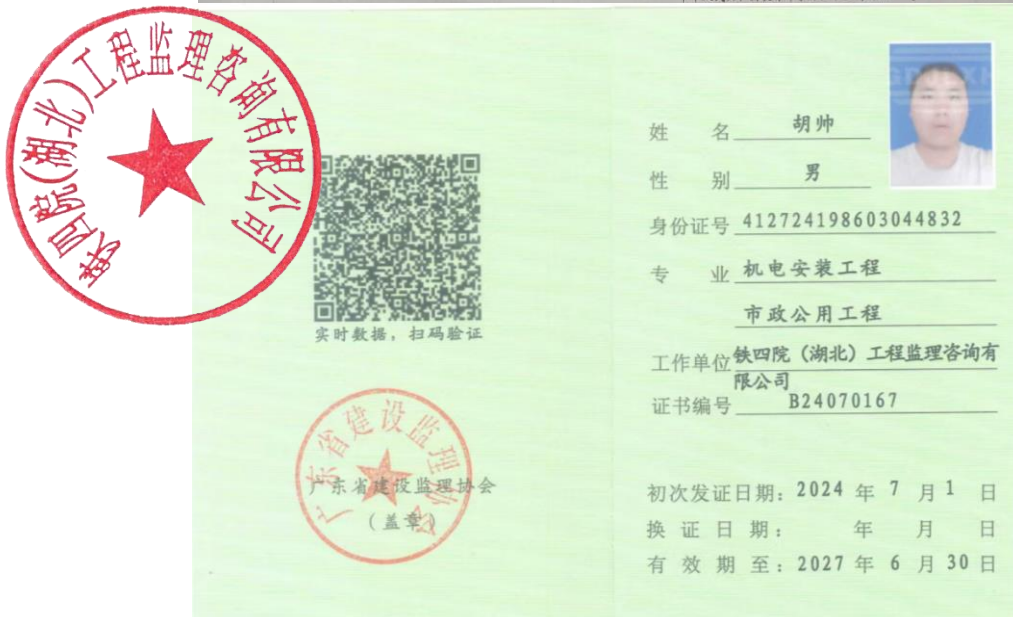 铁四院(湖北)工程监理咨询有限公司
实时数据，扫码验证
广东省建设监理协会
广东省建设监理协会
（盖章）
姓 名 胡帅
性 别 男
身份证号 412724198603044832
专 业 机电安装工程
市政公用工程
工作单位 铁四院（湖北）工程监理咨询有
限公司
证书编号 B24070167
初次发证日期：2024 年 7 月 1 日
换 证 日 期： 年 月 日
有 效 期 至：2027 年 6 月 30 日